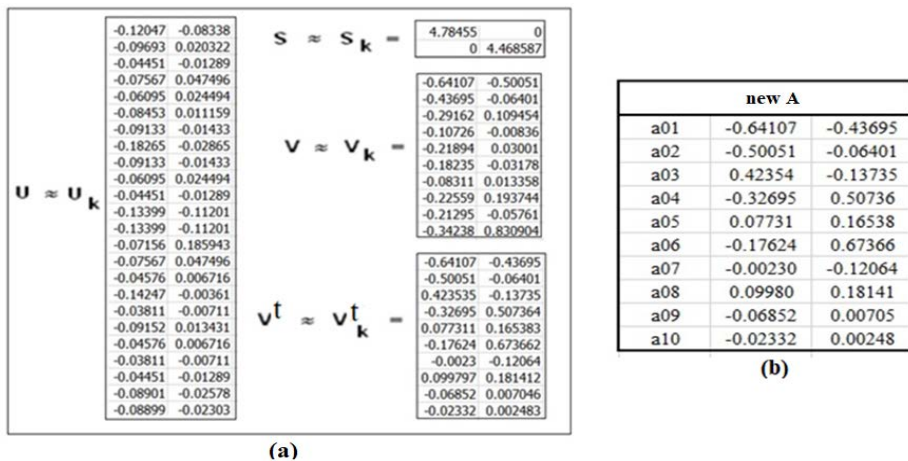 U ≈ U k =
-0.12047 -0.08338
-0.09693 0.020322
-0.04451 -0.01289
-0.07567 0.047496
-0.06095 0.024494
-0.08453 0.011159
-0.09133 -0.01433
-0.18265 -0.02865
-0.09133 -0.01433
-0.06095 0.024494
-0.04451 -0.01289
-0.13399 -0.11201
-0.13399 -0.11201
-0.07156 0.185943
-0.07567 0.047496
-0.04576 0.006716
-0.14247 -0.00361
-0.03811 -0.00711
-0.09152 0.013431
-0.04576 0.006716
-0.03811 -0.00711
-0.04451 -0.01289
-0.08901 -0.02578
-0.08899 -0.02303
S ≈ S k =
4.78455 0
0 4.468587
V ≈ V k =
-0.64107 -0.50051
-0.43695 -0.06401
-0.29162 0.109454
-0.10726 -0.00836
-0.21894 0.03001
-0.18235 -0.03178
-0.08311 0.013358
-0.22559 0.193744
-0.21295 -0.05761
-0.34238 0.830904
V t ≈ V t k =
-0.64107 -0.43695
-0.50051 -0.06401
0.423535 -0.13735
-0.32695 0.507364
0.077311 0.165383
-0.17624 0.673662
-0.0023 -0.12064
0.099797 0.181412
-0.06852 0.007046
-0.02332 0.002483
(a)
new A
a01 -0.64107 -0.43695
a02 -0.50051 -0.06401
a03 0.42354 -0.13735
a04 -0.32695 0.50736
a05 0.07731 0.16538
a06 -0.17624 0.67366
a07 -0.00230 -0.12064
a08 0.09980 0.18141
a09 -0.06852 0.00705
a10 -0.02332 0.00248
(b)